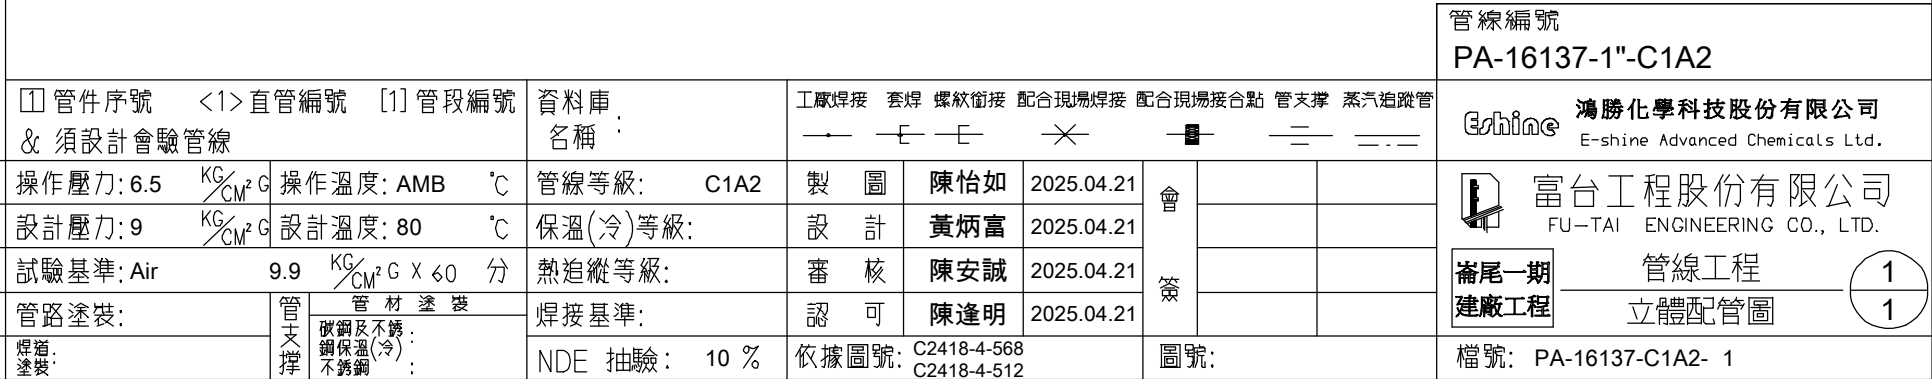 管線編號
PA-16137-1"-C1A2
1 管件序號 <1>直管編號 [1]管段編號
& 須設計會驗管線
資料庫名稱:
工廠焊接 套焊 螺紋銜接 配合現場焊接 配合現場接合點 管支撐 蒸汽追蹤管
Eshine 鴻勝化學科技股份有限公司
E-shine Advanced Chemicals Ltd.
操作壓力: 6.5 KG/CM² G 操作溫度: AMB °C 管線等級: C1A2 製圖 陳怡如 2025.04.21
會簽
富台工程股份有限公司
FU-TAI ENGINEERING CO., LTD.
設計壓力: 9 KG/CM² G 設計溫度: 80 °C 保溫(冷)等級: 設計 黃炳富 2025.04.21
試驗基準: Air 9.9 KG/CM² G X 60 分 熱追縱等級: 審核 陳安誠 2025.04.21
崙尾一期
建廠工程
管線工程
立體配管圖
1
1
管路塗裝:
管支撐
管材塗裝
碳鋼及不銹
鋼保溫(冷) :
不銹鋼 :
焊接基準: 認可 陳逢明 2025.04.21
焊道
塗裝:
NDE 抽驗: 10 %
依據圖號: C2418-4-568
C2418-4-512
圖號:
檔號: PA-16137-C1A2- 1